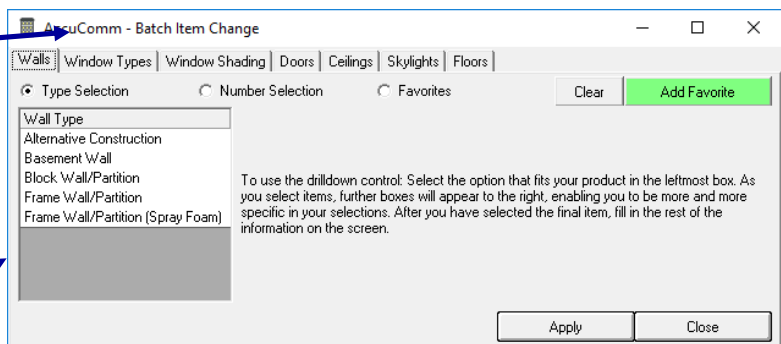 AccuComm - Batch Item Change
Walls Window Types Window Shading Doors Ceilings Skylights Floors
Type Selection Number Selection Favorites Clear Add Favorite
Wall Type
Alternative Construction
Basement Wall
Block Wall/Partition
Frame Wall/Partition
Frame Wall/Partition (Spray Foam)
To use the drilldown control: Select the option that fits your product in the leftmost box. As
you select items, further boxes will appear to the right, enabling you to be more and more
specific in your selections. After you have selected the final item, fill in the rest of the
information on the screen.
Apply Close